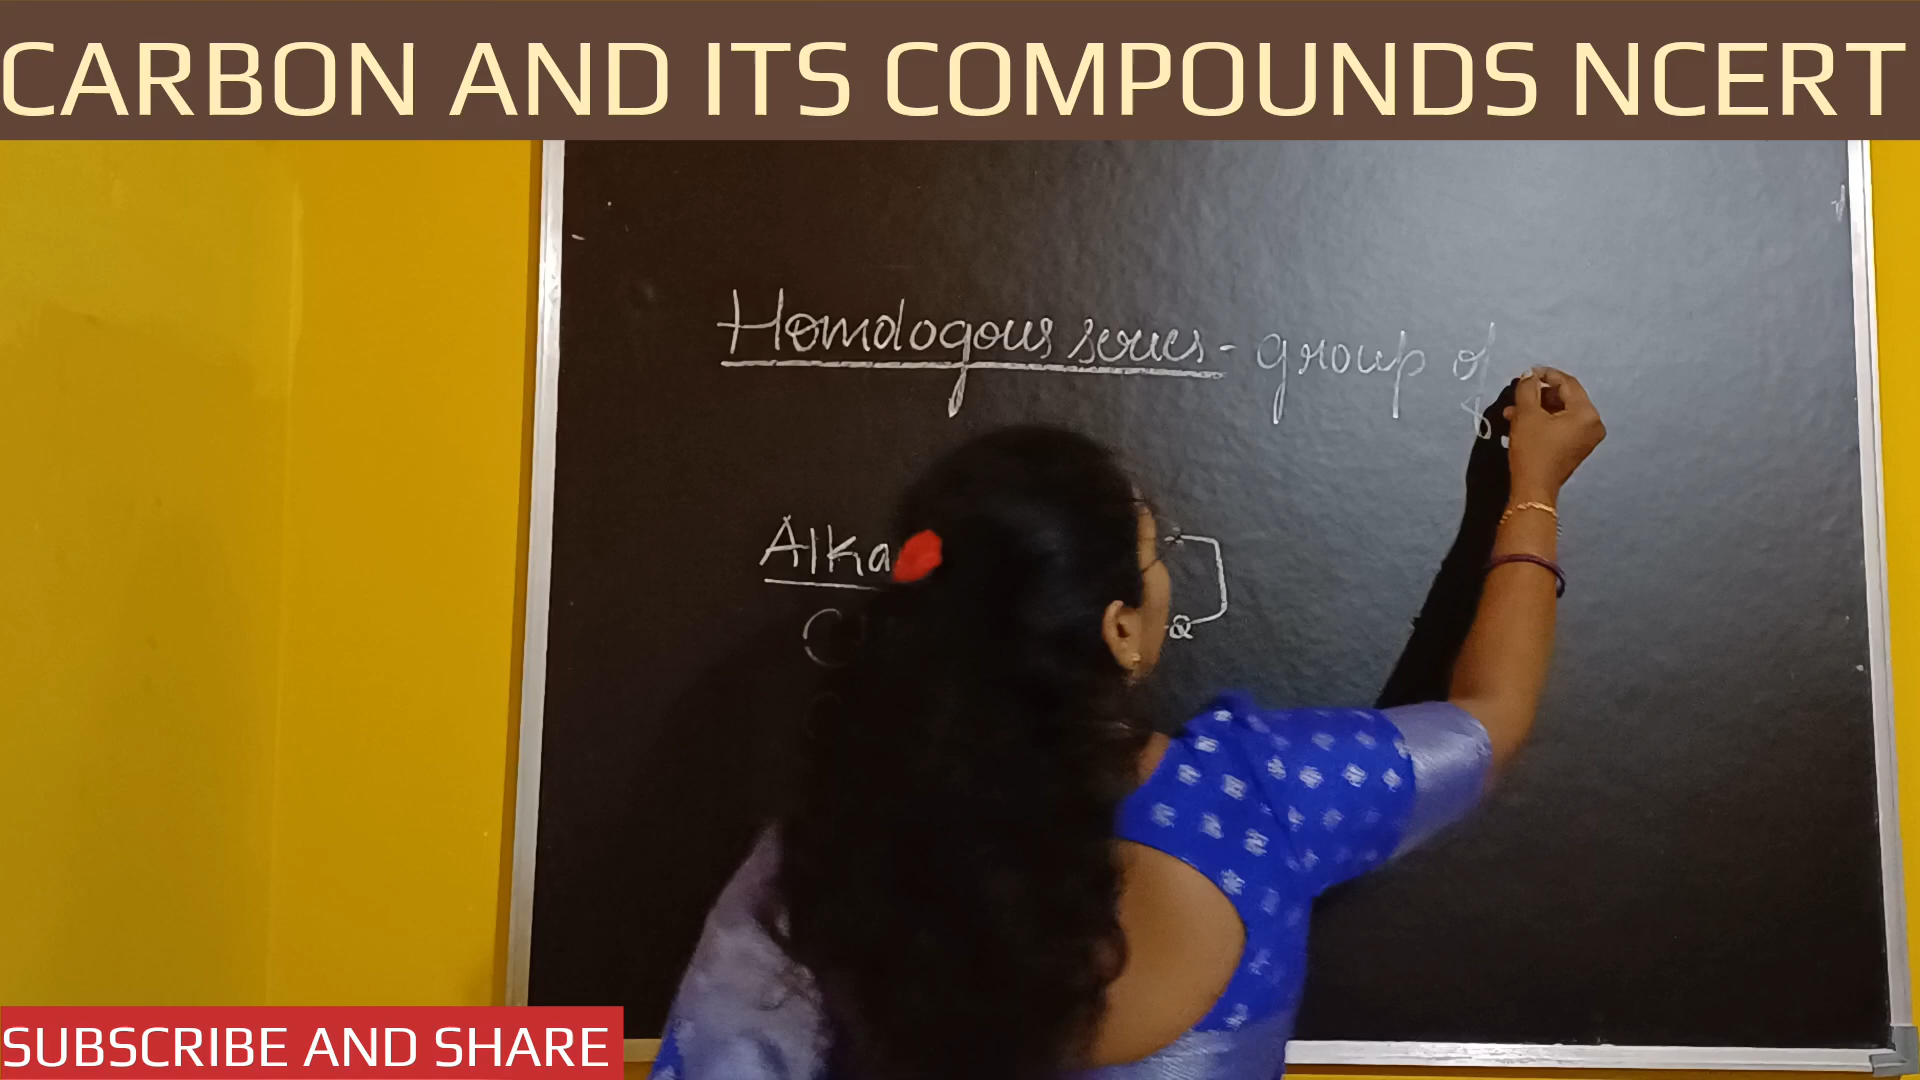 CARBON AND ITS COMPOUNDS NCERT
Homologous series - group of
Alka
SUBSCRIBE AND SHARE